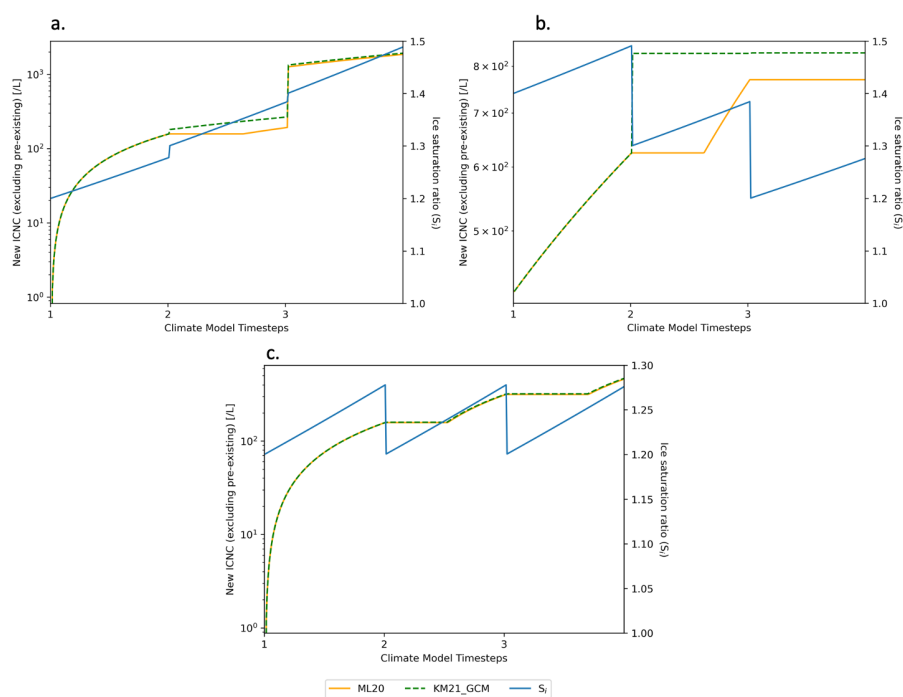 a.
New ICNC (excluding pre-existing) [/L]
10³
10²
10¹
10⁰
1.5
1.4
1.3
1.2
1.1
1.0
Ice saturation ratio (Sᵢ)
1
2
3
Climate Model Timesteps
b.
New ICNC (excluding pre-existing) [/L]
8 × 10²
7 × 10²
6 × 10²
5 × 10²
1.5
1.4
1.3
1.2
1.1
1.0
Ice saturation ratio (Sᵢ)
1
2
3
Climate Model Timesteps
c.
New ICNC (excluding pre-existing) [/L]
10²
10¹
10⁰
1.30
1.25
1.20
1.15
1.10
1.05
1.00
Ice saturation ratio (Sᵢ)
1
2
3
Climate Model Timesteps
ML20
KM21_GCM
Sᵢ